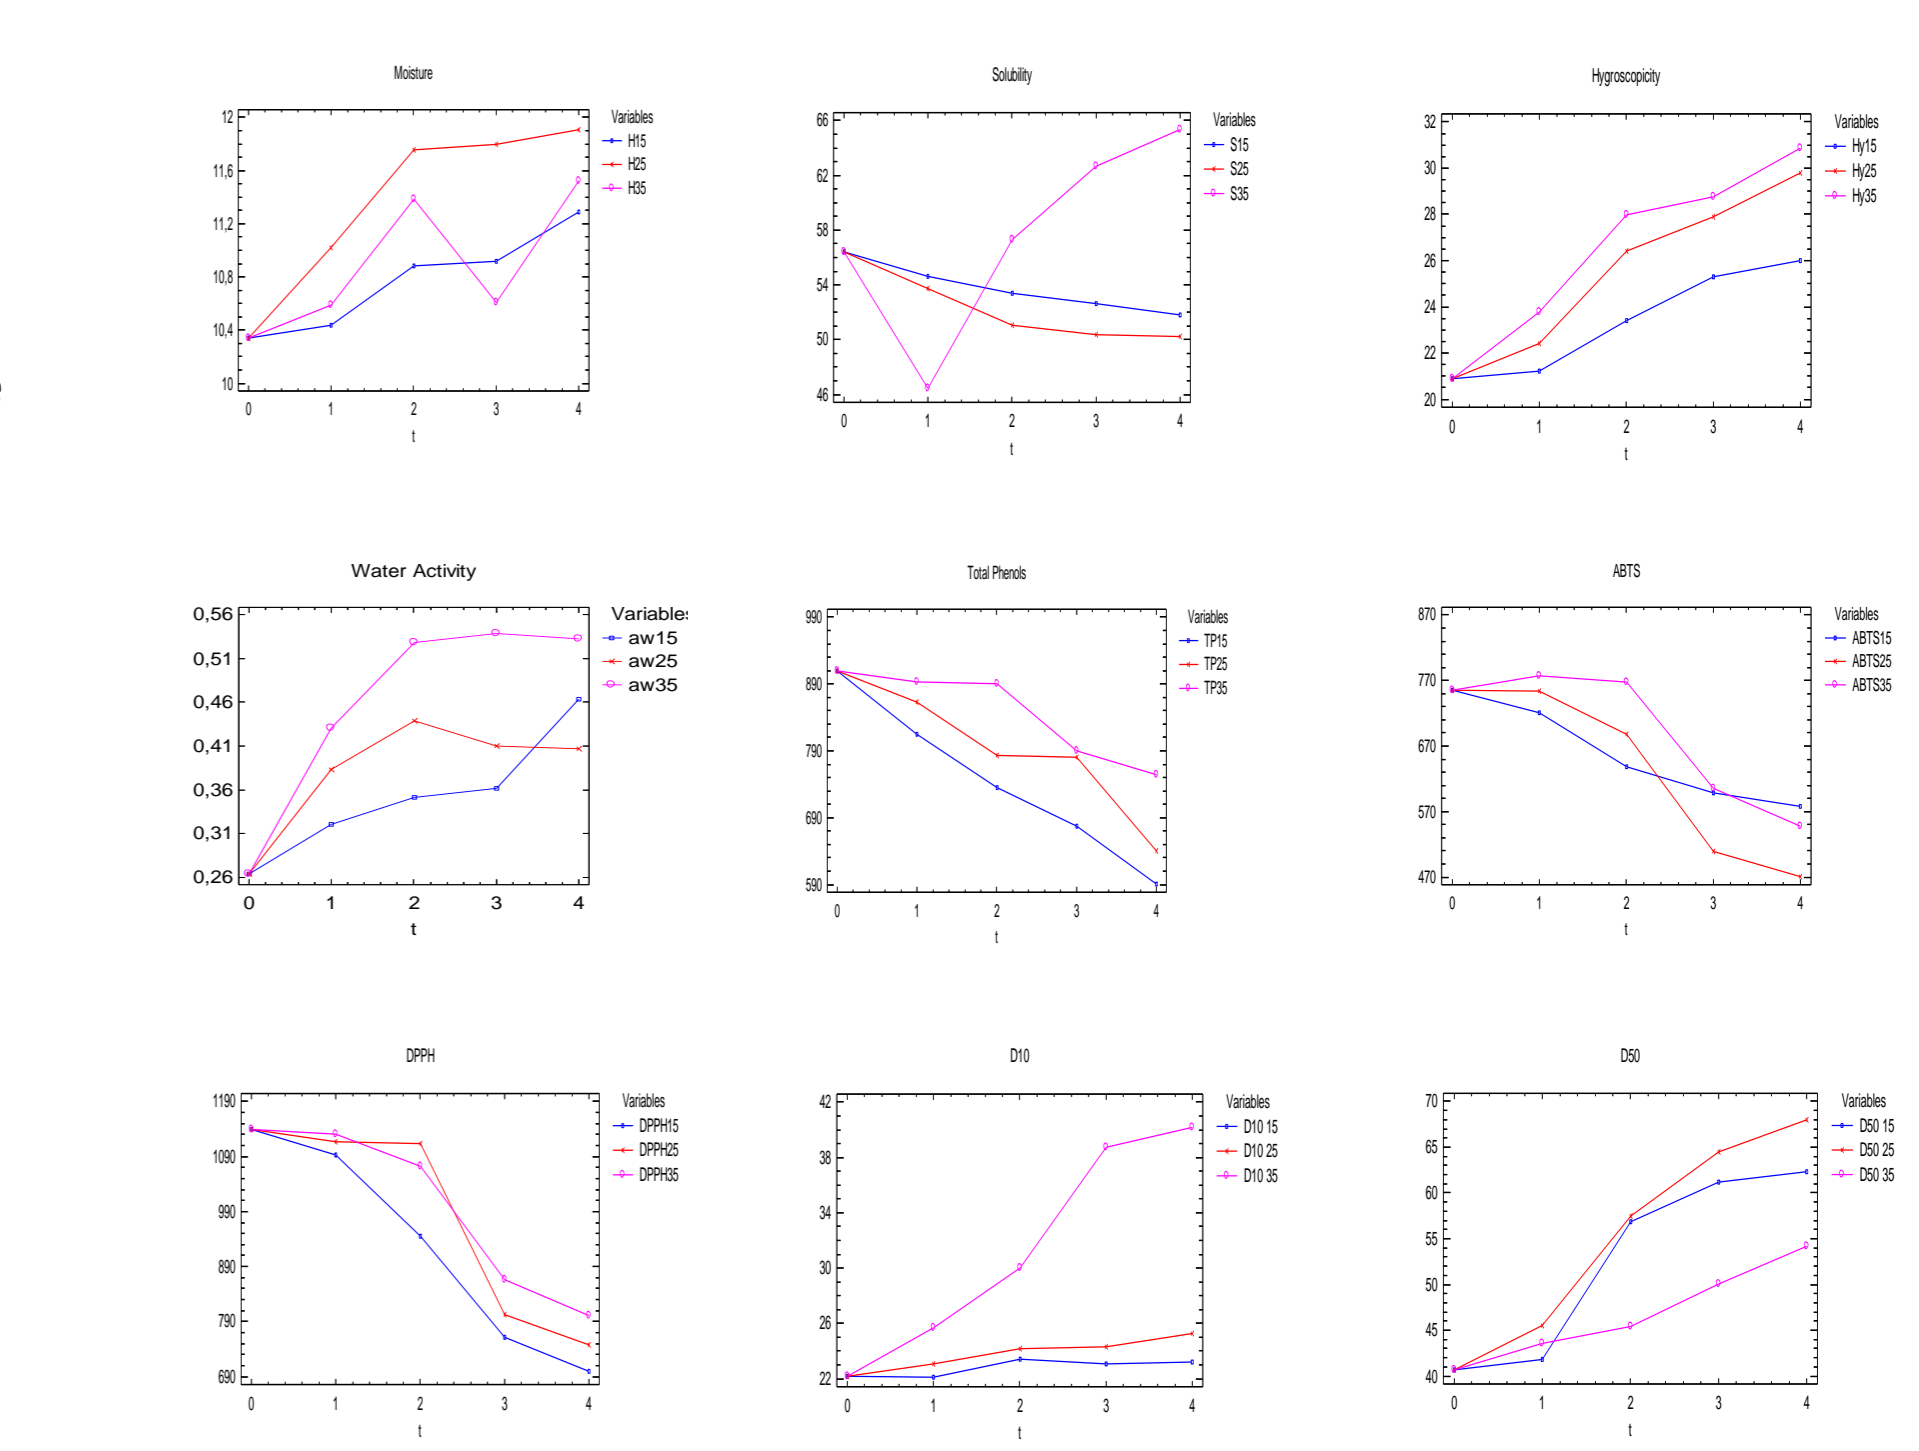 Moisture
12
11,6
11,2
10,8
10,4
10
0 1 2 3 4
t
Variables
H15
H25
H35
Solubility
66
62
58
54
50
46
0 1 2 3 4
t
Variables
S15
S25
S35
Hygroscopicity
32
30
28
26
24
22
20
0 1 2 3 4
t
Variables
Hy15
Hy25
Hy35
Water Activity
0,56
0,51
0,46
0,41
0,36
0,31
0,26
0 1 2 3 4
t
Variables
aw15
aw25
aw35
Total Phenols
990
890
790
690
590
0 1 2 3 4
t
Variables
TP15
TP25
TP35
ABTS
870
770
670
570
470
0 1 2 3 4
t
Variables
ABTS15
ABTS25
ABTS35
DPPH
1190
1090
990
890
790
690
0 1 2 3 4
t
Variables
DPPH15
DPPH25
DPPH35
D10
42
38
34
30
26
22
0 1 2 3 4
t
Variables
D10 15
D10 25
D10 35
D50
70
65
60
55
50
45
40
0 1 2 3 4
t
Variables
D50 15
D50 25
D50 35